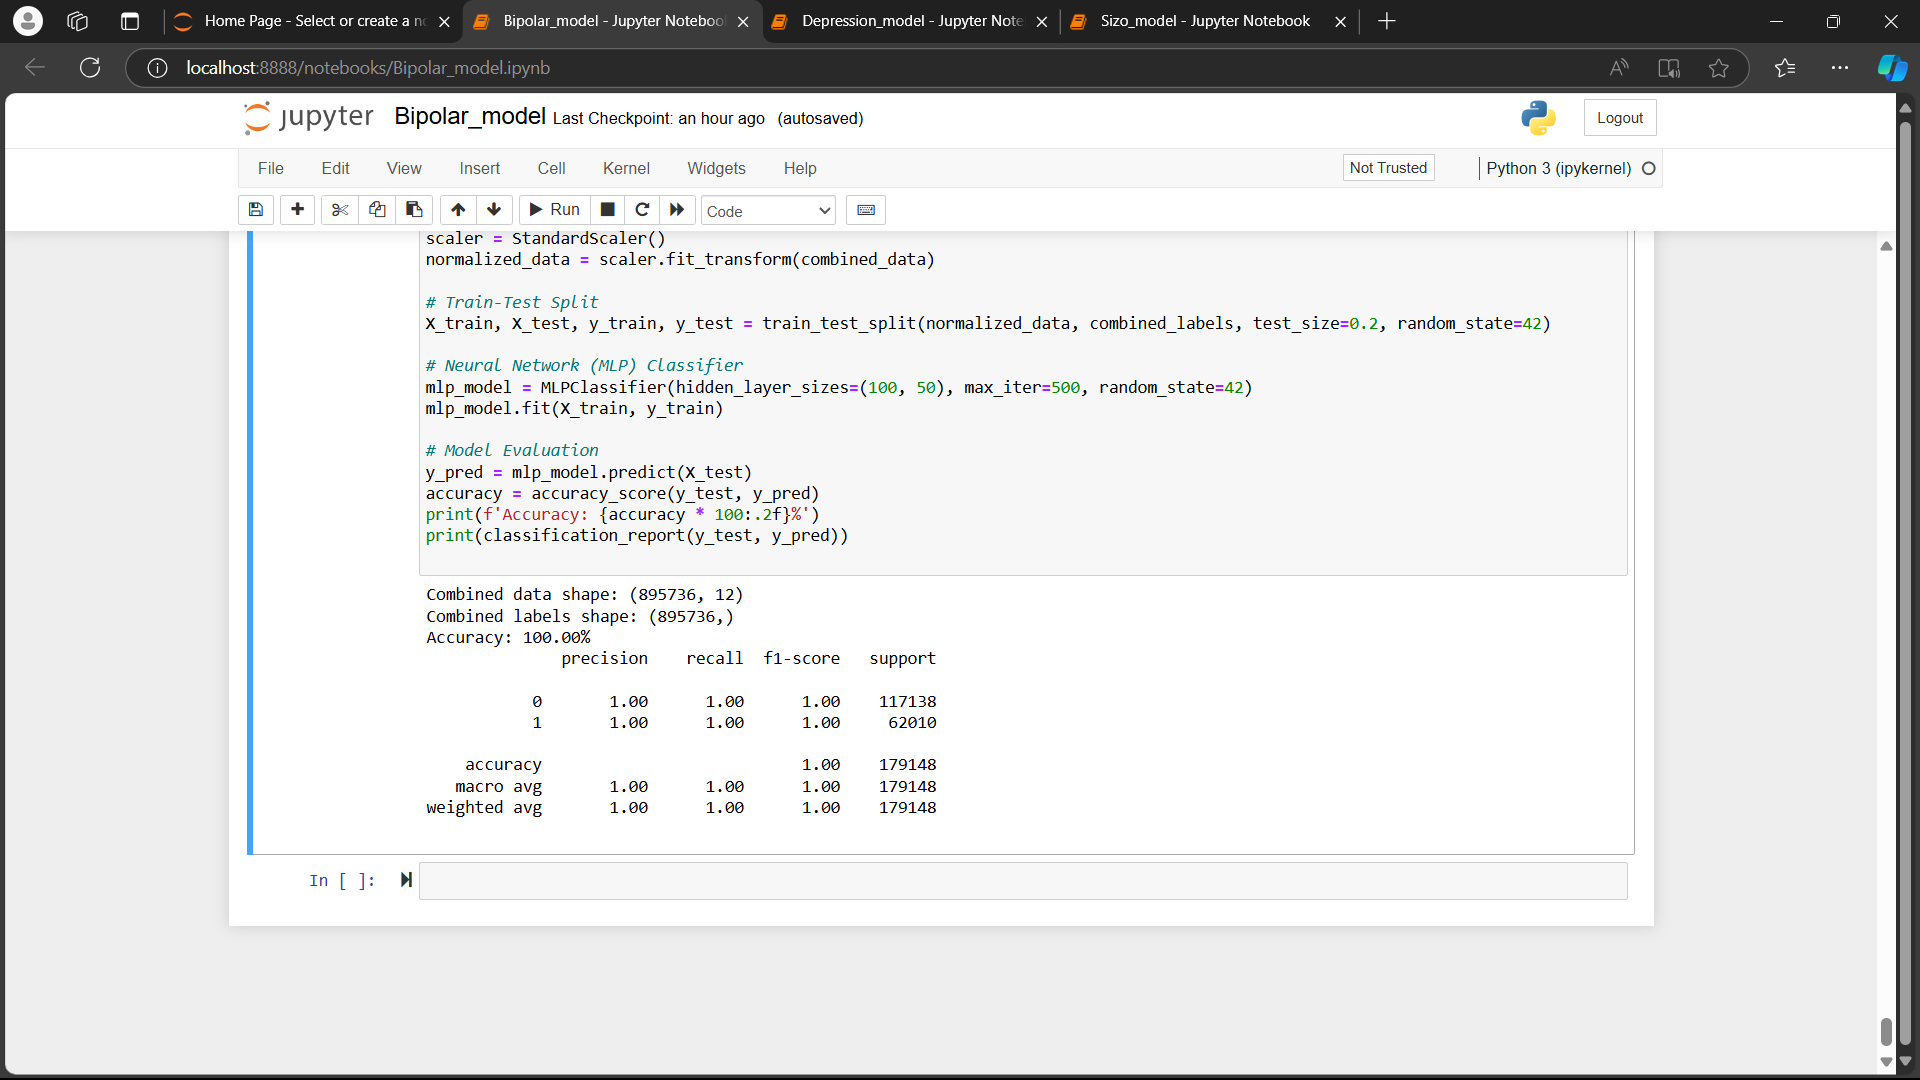 Home Page - Select or create a no
Bipolar_model - Jupyter Notebook
Depression_model - Jupyter Note
Sizo_model - Jupyter Notebook
localhost:8888/notebooks/Bipolar_model.ipynb
jupyter Bipolar_model Last Checkpoint: an hour ago (autosaved)
Logout
File Edit View Insert Cell Kernel Widgets Help
Not Trusted
Python 3 (ipykernel)
Run
Code
scaler = StandardScaler()
normalized_data = scaler.fit_transform(combined_data)
# Train-Test Split
X_train, X_test, y_train, y_test = train_test_split(normalized_data, combined_labels, test_size=0.2, random_state=42)
# Neural Network (MLP) Classifier
mlp_model = MLPClassifier(hidden_layer_sizes=(100, 50), max_iter=500, random_state=42)
mlp_model.fit(X_train, y_train)
# Model Evaluation
y_pred = mlp_model.predict(X_test)
accuracy = accuracy_score(y_test, y_pred)
print(f'Accuracy: {accuracy * 100:.2f}%')
print(classification_report(y_test, y_pred))
Combined data shape: (895736, 12)
Combined labels shape: (895736,)
Accuracy: 100.00%
precision recall f1-score support
0 1.00 1.00 1.00 117138
1 1.00 1.00 1.00 62010
accuracy 1.00 179148
macro avg 1.00 1.00 1.00 179148
weighted avg 1.00 1.00 1.00 179148
In [ ]: